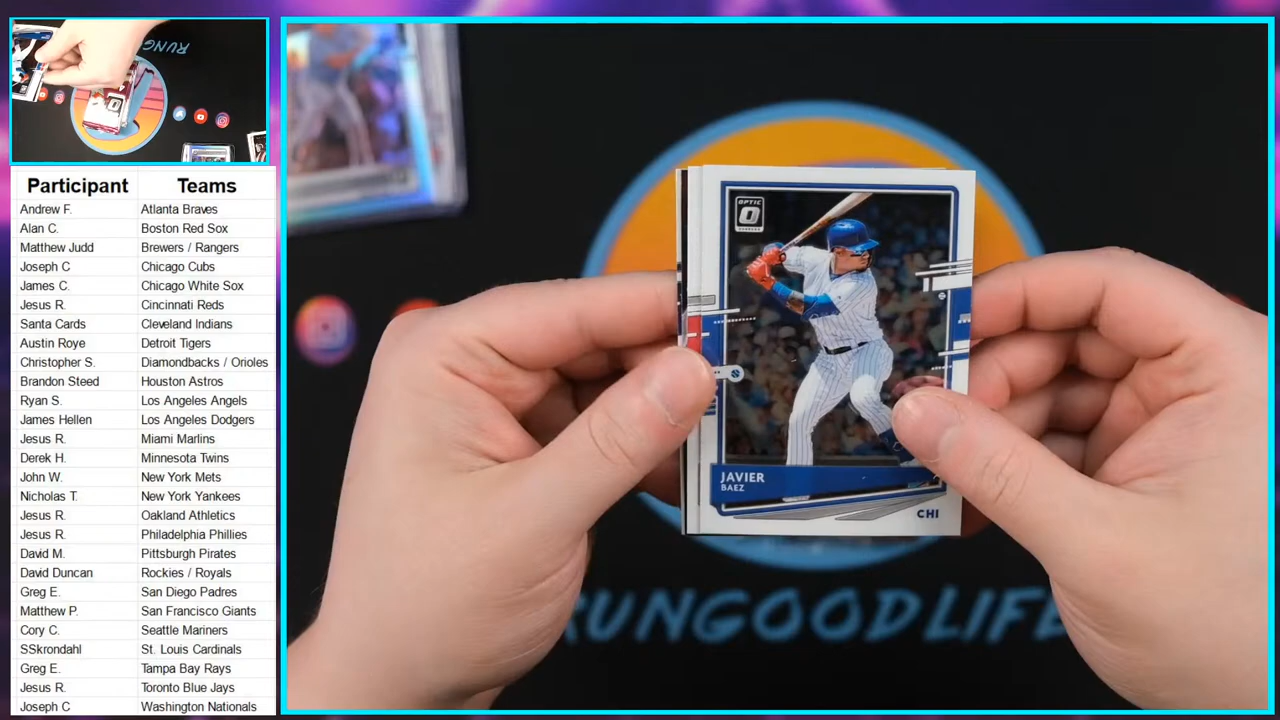 RUNG
Participant Teams
Andrew F. Atlanta Braves
Alan C. Boston Red Sox
Matthew Judd Brewers / Rangers
Joseph C Chicago Cubs
James C. Chicago White Sox
Jesus R. Cincinnati Reds
Santa Cards Cleveland Indians
Austin Roye Detroit Tigers
Christopher S. Diamondbacks / Orioles
Brandon Steed Houston Astros
Ryan S. Los Angeles Angels
James Hellen Los Angeles Dodgers
Jesus R. Miami Marlins
Derek H. Minnesota Twins
John W. New York Mets
Nicholas T. New York Yankees
Jesus R. Oakland Athletics
Jesus R. Philadelphia Phillies
David M. Pittsburgh Pirates
David Duncan Rockies / Royals
Greg E. San Diego Padres
Matthew P. San Francisco Giants
Cory C. Seattle Mariners
SSkrondahl St. Louis Cardinals
Greg E. Tampa Bay Rays
Jesus R. Toronto Blue Jays
Joseph C Washington Nationals
OPTIC
JAVIER
BAEZ
CHI
RUNGOODLIFE